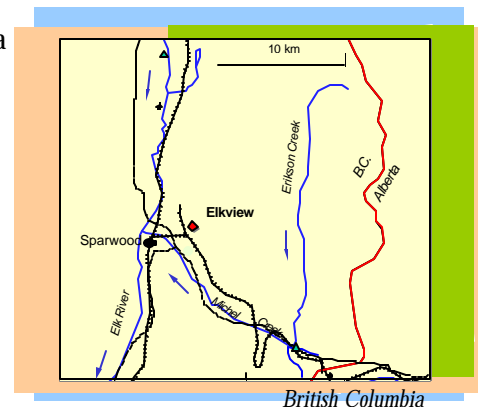 a
10 km
Erikson Creek
B.C.
Alberta
Elkview
Sparwood
Elk River
Michel Creek
British Columbia